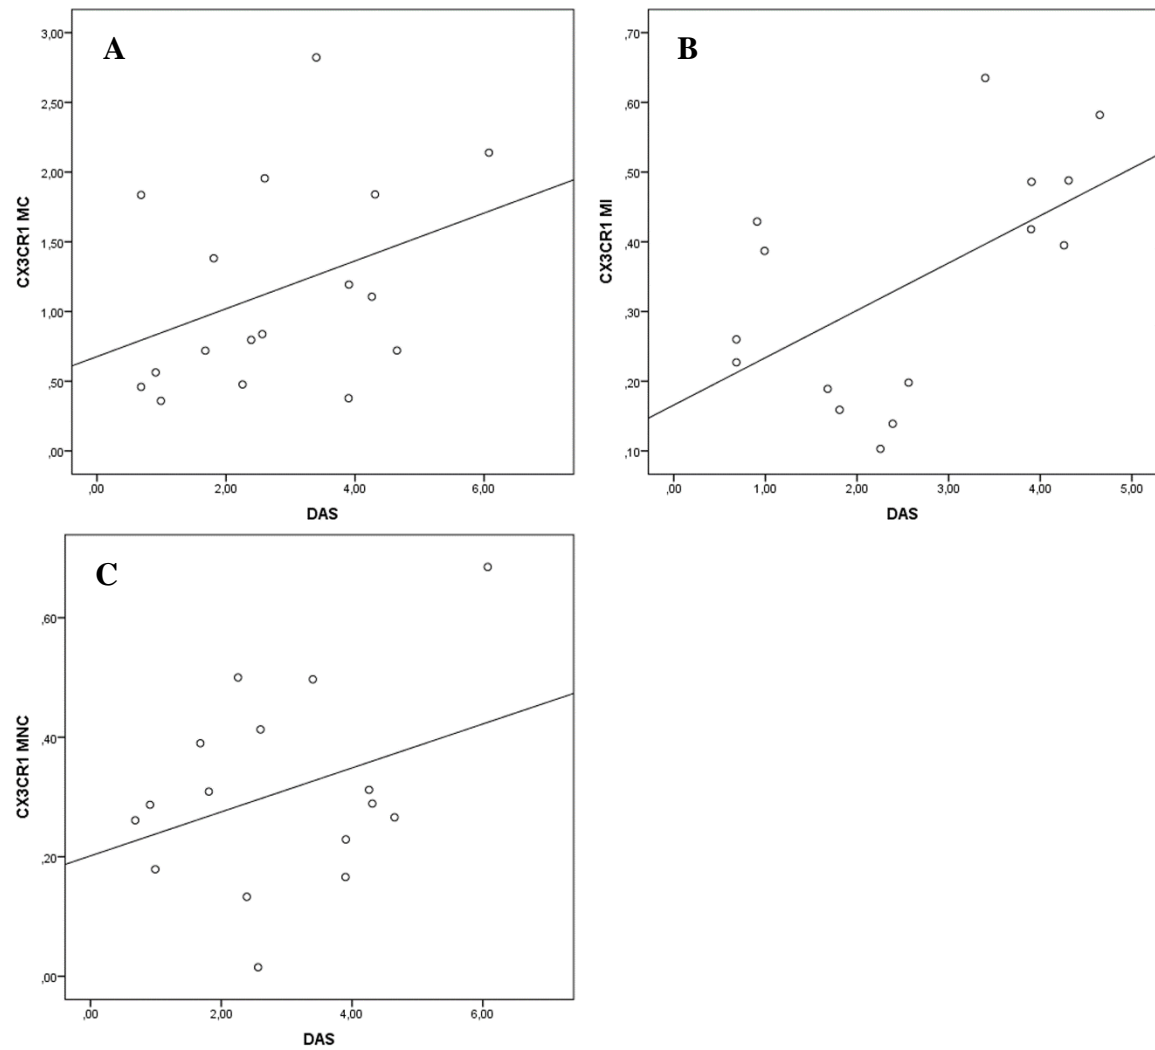 A
3,00
2,50
2,00
1,50
1,00
,50
,00
CX3CR1 MC
,00 2,00 4,00 6,00
DAS
B
,70
,60
,50
,40
,30
,20
,10
CX3CR1 MI
,00 1,00 2,00 3,00 4,00 5,00
DAS
C
,60
,40
,20
,00
CX3CR1 MNC
,00 2,00 4,00 6,00
DAS